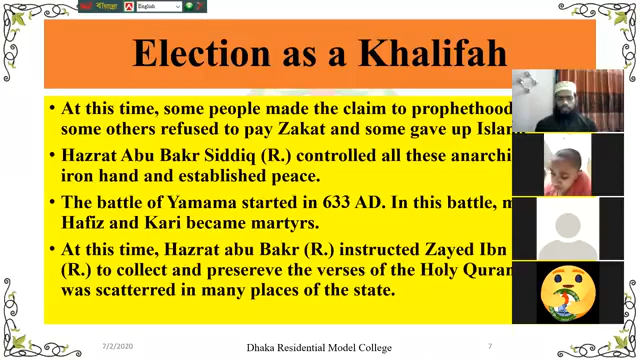 বাংলা
English
Election as a Khalifah
• At this time, some people made the claim to prophethood
some others refused to pay Zakat and some gave up Islam
• Hazrat Abu Bakr Siddiq (R.) controlled all these anarchi
iron hand and established peace.
• The battle of Yamama started in 633 AD. In this battle, m
Hafiz and Kari became martyrs.
• At this time, Hazrat abu Bakr (R.) instructed Zayed Ibn
(R.) to collect and presereve the verses of the Holy Quran
was scatterred in many places of the state.
7/2/2020
Dhaka Residential Model College
7